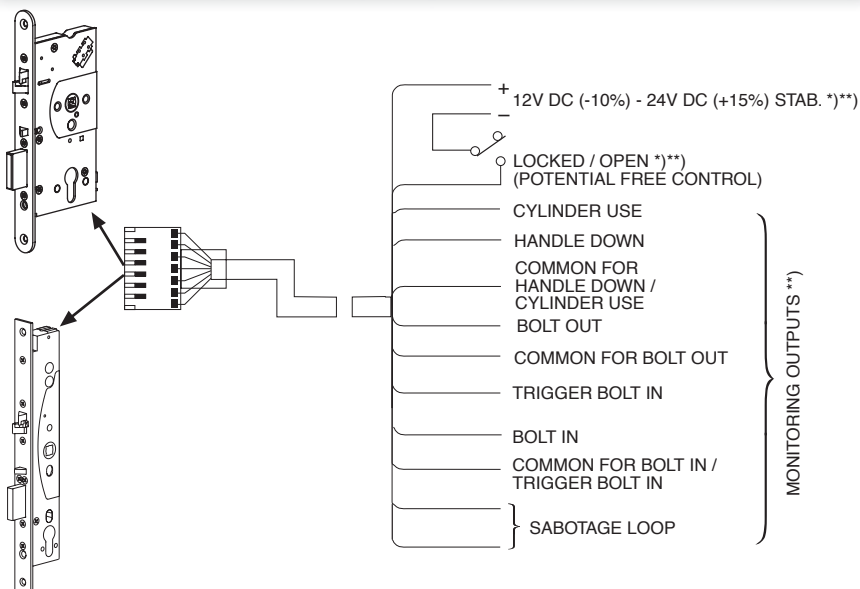 +
12V DC (-10%) - 24V DC (+15%) STAB. *)**)
–
LOCKED / OPEN *)**)
(POTENTIAL FREE CONTROL)
CYLINDER USE
HANDLE DOWN
COMMON FOR
HANDLE DOWN /
CYLINDER USE
BOLT OUT
COMMON FOR BOLT OUT
TRIGGER BOLT IN
BOLT IN
COMMON FOR BOLT IN /
TRIGGER BOLT IN
SABOTAGE LOOP
MONITORING OUTPUTS **)